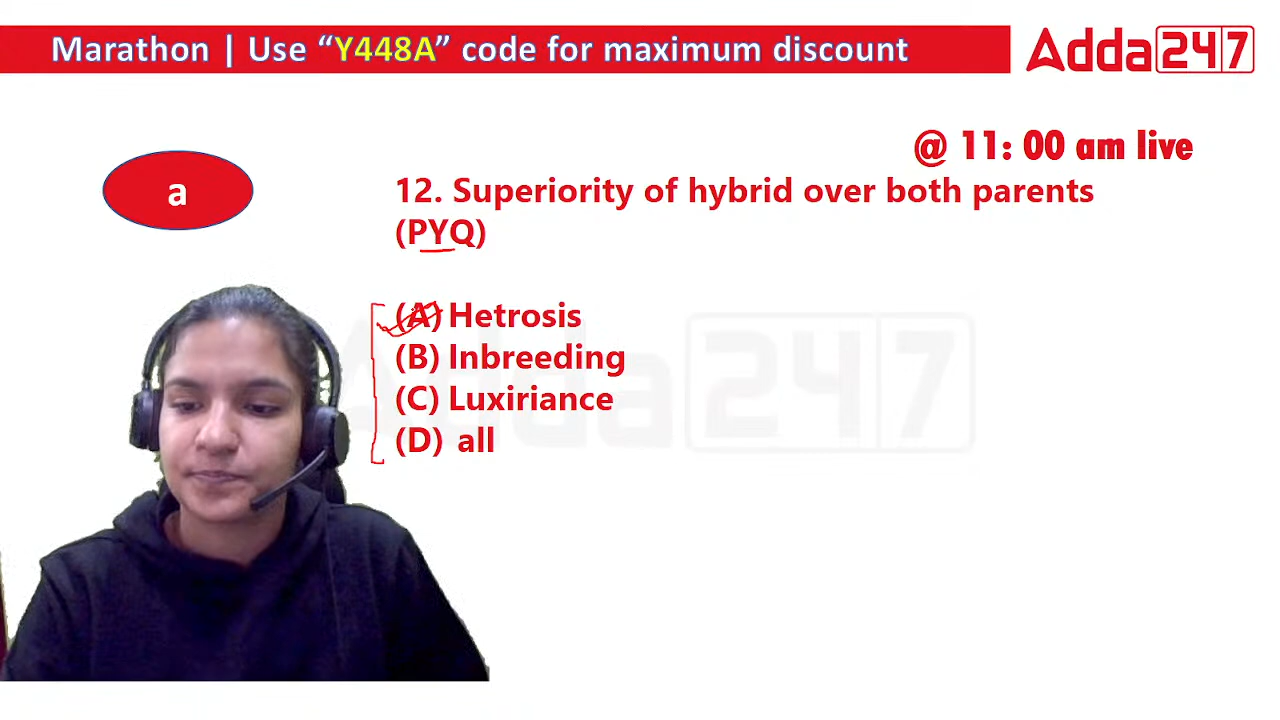 Marathon | Use “Y448A” code for maximum discount
Adda247
@ 11: 00 am live
a
12. Superiority of hybrid over both parents
(PYQ)
(A) Hetrosis
(B) Inbreeding
(C) Luxiriance
(D) all
Adda247